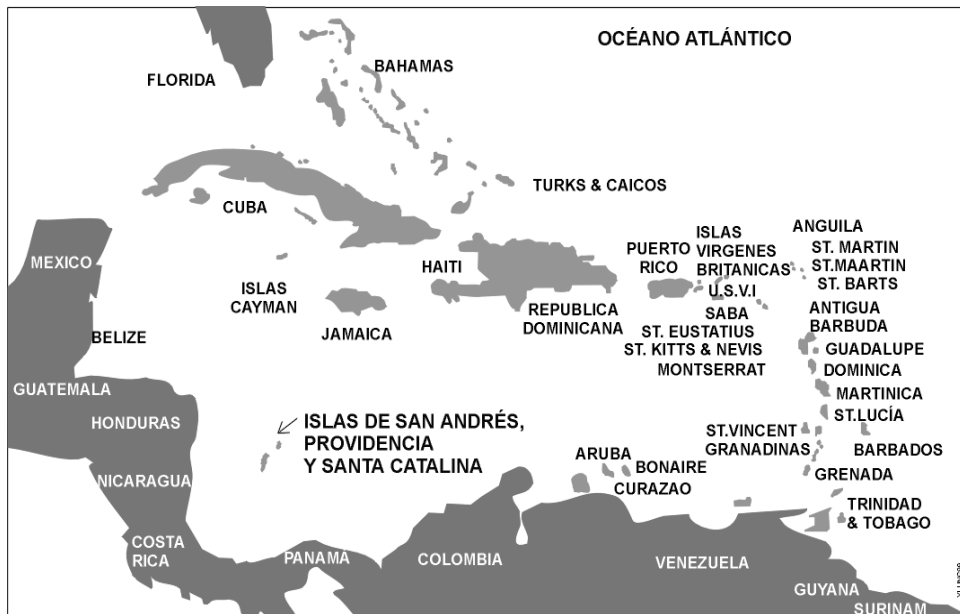 OCÉANO ATLÁNTICO
FLORIDA
BAHAMAS
TURKS & CAICOS
CUBA
MEXICO
ISLAS
CAYMAN
JAMAICA
HAITI
REPUBLICA
DOMINICANA
PUERTO
RICO
ISLAS
VIRGENES
BRITANICAS
U.S.V.I
ANGUILA
ST. MARTIN
ST.MAARTIN
ST. BARTS
SABA
ST. EUSTATIUS
ST. KITTS & NEVIS
MONTSERRAT
ANTIGUA
BARBUDA
GUADALUPE
DOMINICA
MARTINICA
ST.LUCÍA
BELIZE
GUATEMALA
HONDURAS
NICARAGUA
COSTA
RICA
PANAMÁ
ISLAS DE SAN ANDRÉS,
PROVIDENCIA
Y SANTA CATALINA
ST.VINCENT
GRANADINAS
BARBADOS
GRENADA
ARUBA
BONAIRE
CURAZAO
TRINIDAD
& TOBAGO
COLOMBIA
VENEZUELA
GUYANA
SURINAM